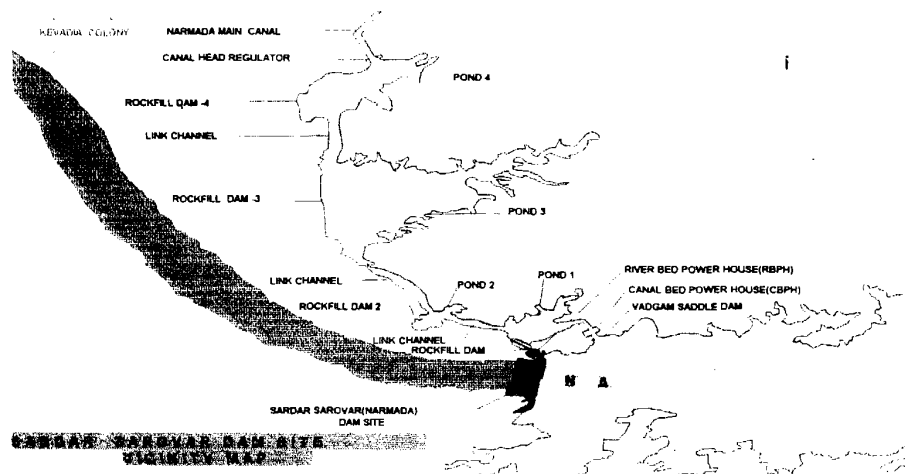 KEVADIA COLONY
NARMADA MAIN CANAL
CANAL HEAD REGULATOR
i
POND 4
ROCKFILL DAM -4
LINK CHANNEL
ROCKFILL DAM -3
POND 3
LINK CHANNEL
POND 2
POND 1
RIVER BED POWER HOUSE(RBPH)
CANAL BED POWER HOUSE(CBPH)
ROCKFILL DAM 2
VADGAM SADDLE DAM
LINK CHANNEL
ROCKFILL DAM
N A
SARDAR SAROVAR(NARMADA)
DAM SITE
SARDAR SAROVAR DAM SITE
VICINITY MAP